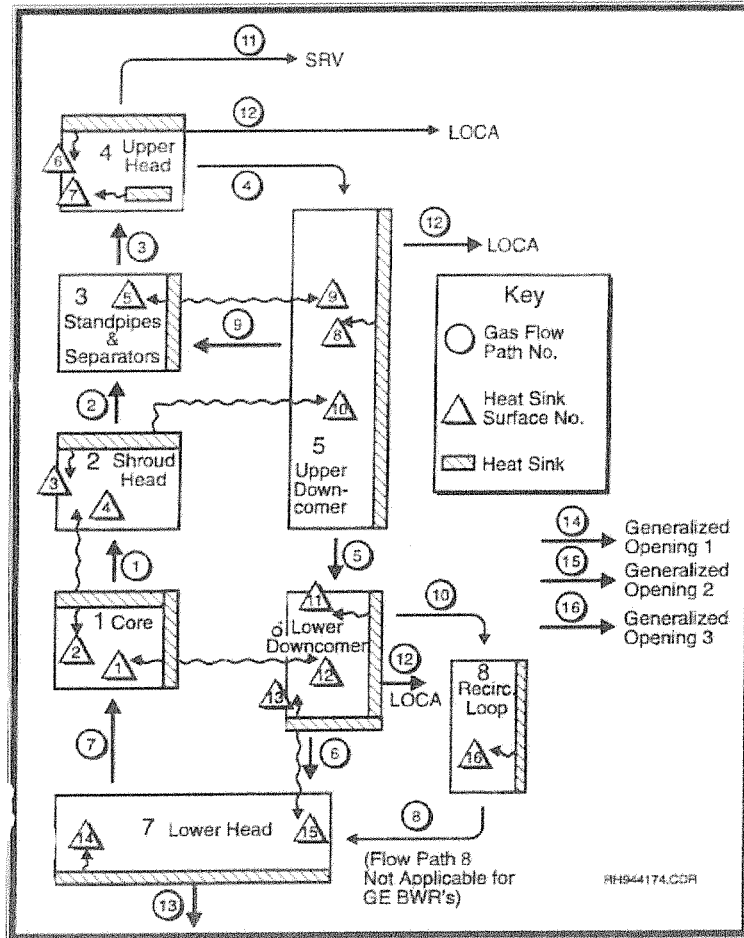 11
SRV
12
LOCA
4 Upper
Head
6
7
4
3
12
LOCA
3
Standpipes
&
Separators
5
9
8
9
2
10
5
Upper
Down-
comer
Key
Gas Flow
Path No.
Heat Sink
Surface No.
Heat Sink
2 Shroud
Head
3
4
1
5
14
Generalized
Opening 1
15
Generalized
Opening 2
16
Generalized
Opening 3
1 Core
2
1
11
6 Lower
Downcomer
12
13
10
12
LOCA
8
Recirc.
Loop
16
7
6
7 Lower Head
14
15
8
(Flow Path 8
Not Applicable for
GE BWR's)
13
RH944174.CDR